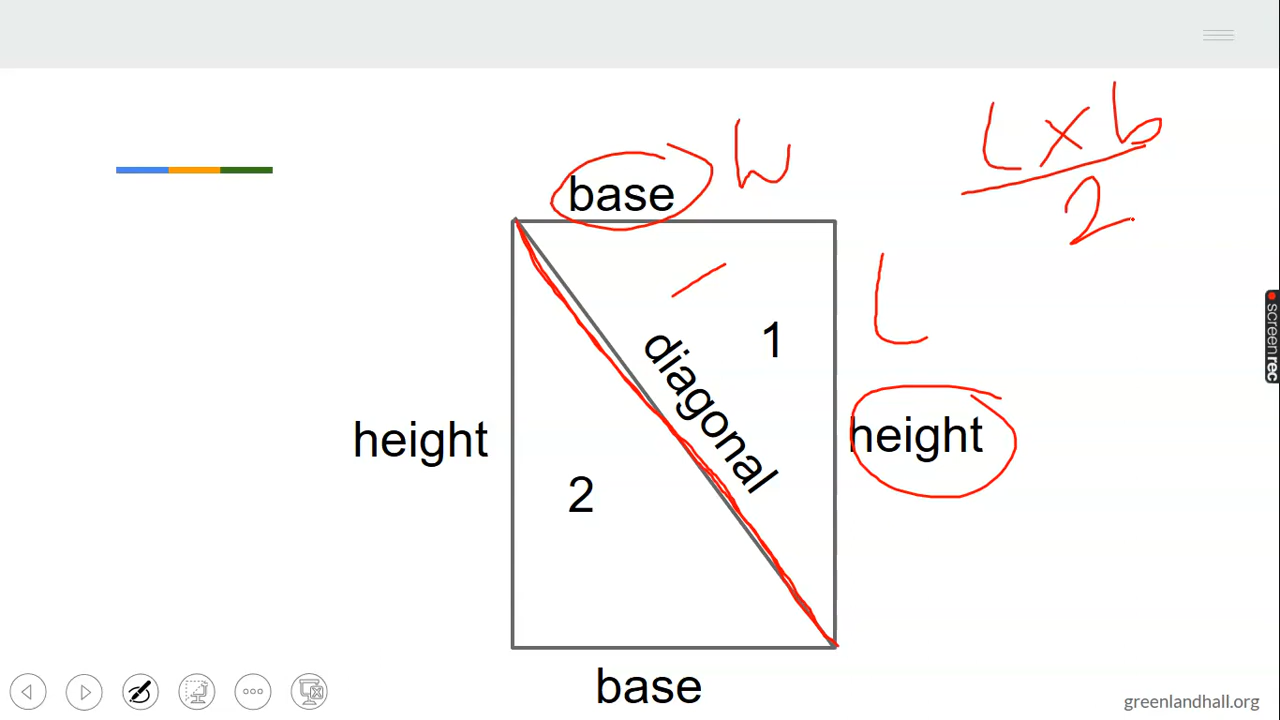 L x b
2
base
W
L
1
diagonal
height
height
2
base
greenlandhall.org
screenrec